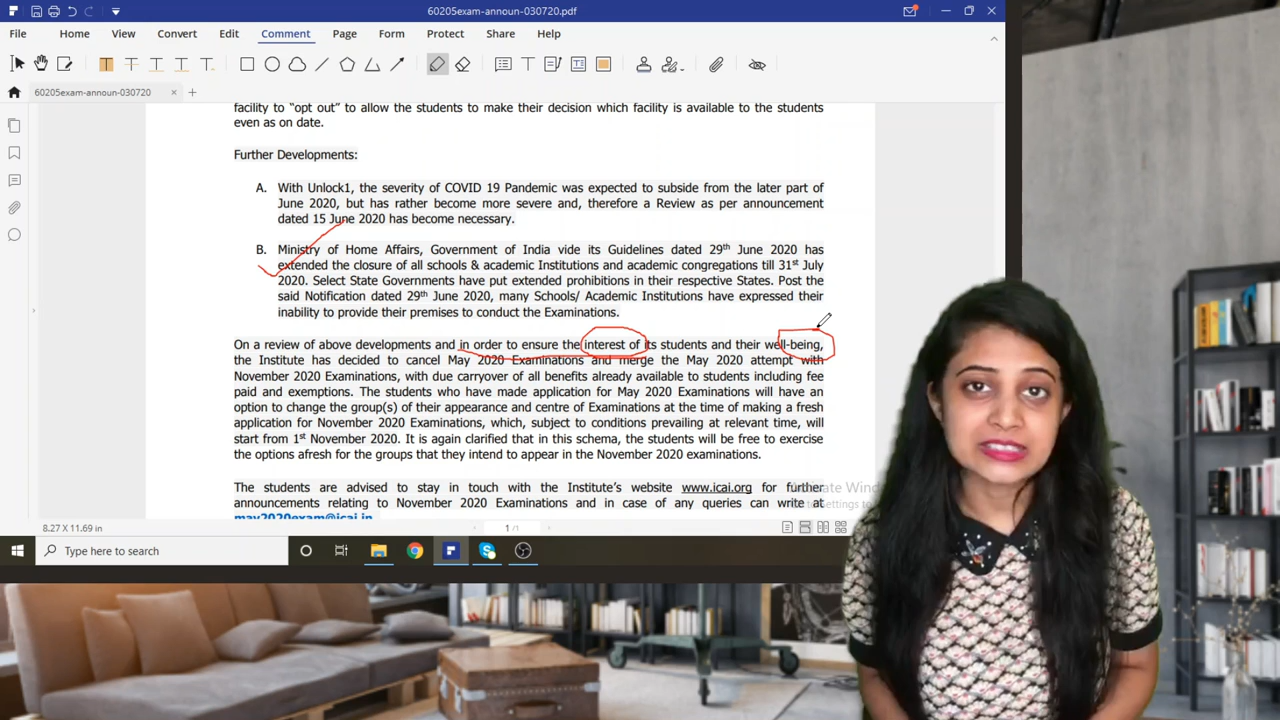 60205exam-announ-030720.pdf
File Home View Convert Edit Comment Page Form Protect Share Help
60205exam-announ-030720
facility to “opt out” to allow the students to make their decision which facility is available to the students
even as on date.
Further Developments:
A. With Unlock1, the severity of COVID 19 Pandemic was expected to subside from the later part of
June 2020, but has rather become more severe and, therefore a Review as per announcement
dated 15 June 2020 has become necessary.
B. Ministry of Home Affairs, Government of India vide its Guidelines dated 29th June 2020 has
extended the closure of all schools & academic Institutions and academic congregations till 31st July
2020. Select State Governments have put extended prohibitions in their respective States. Post the
said Notification dated 29th June 2020, many Schools/ Academic Institutions have expressed their
inability to provide their premises to conduct the Examinations.
On a review of above developments and in order to ensure the interest of its students and their well-being,
the Institute has decided to cancel May 2020 Examinations and merge the May 2020 attempt with
November 2020 Examinations, with due carryover of all benefits already available to students including fee
paid and exemptions. The students who have made application for May 2020 Examinations will have an
option to change the group(s) of their appearance and centre of Examinations at the time of making a fresh
application for November 2020 Examinations, which, subject to conditions prevailing at relevant time, will
start from 1st November 2020. It is again clarified that in this schema, the students will be free to exercise
the options afresh for the groups that they intend to appear in the November 2020 examinations.
The students are advised to stay in touch with the Institute’s website www.icai.org for further
announcements relating to November 2020 Examinations and in case of any queries can write at
may2020exam@icai.in
Activate Wind
to Settings to
8.27 X 11.69 in
1 /1
Type here to search